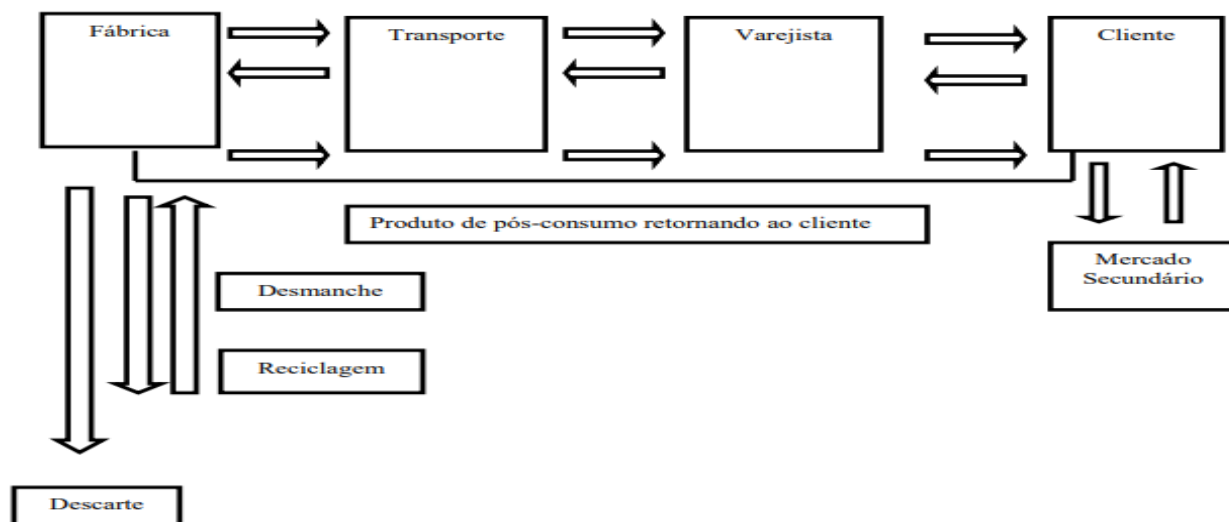 Fábrica
Transporte
Varejista
Cliente
Produto de pós-consumo retornando ao cliente
Mercado
Secundário
Desmanche
Reciclagem
Descarte